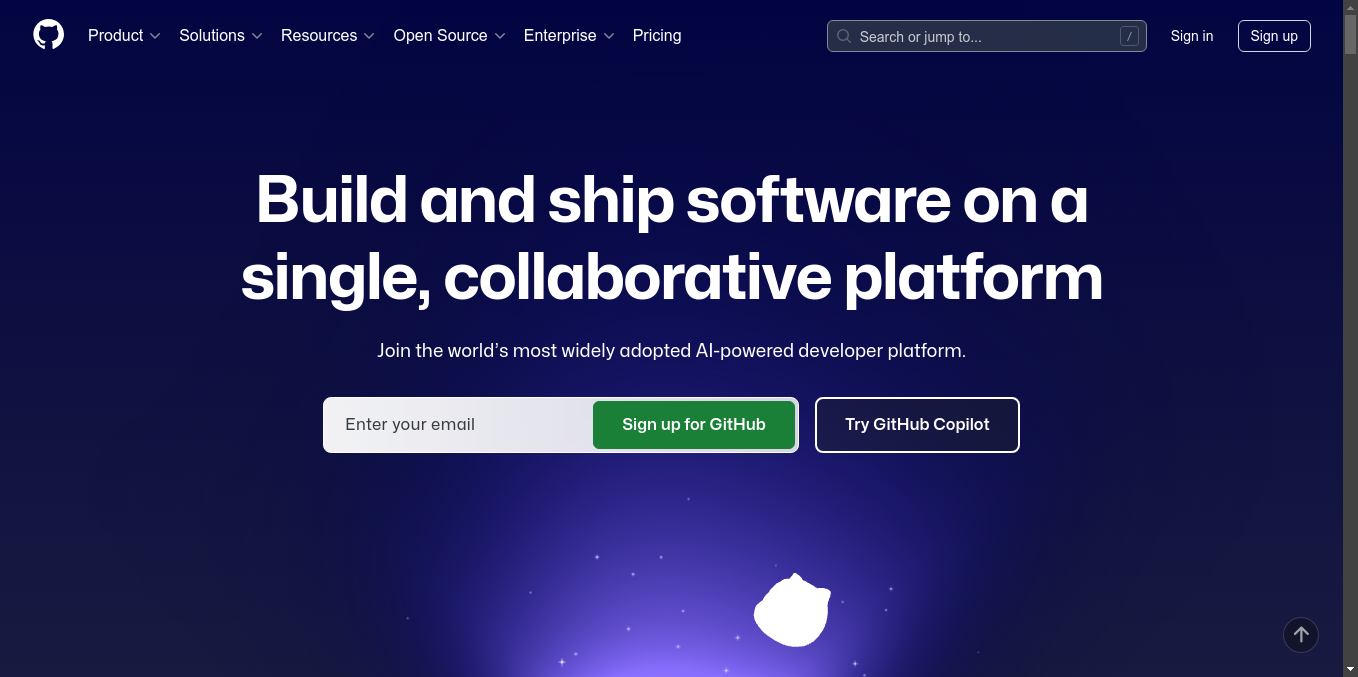 Product Solutions Resources Open Source Enterprise Pricing Search or jump to... / Sign in Sign up
Build and ship software on a
single, collaborative platform
Join the world's most widely adopted AI-powered developer platform.
Enter your email Sign up for GitHub Try GitHub Copilot